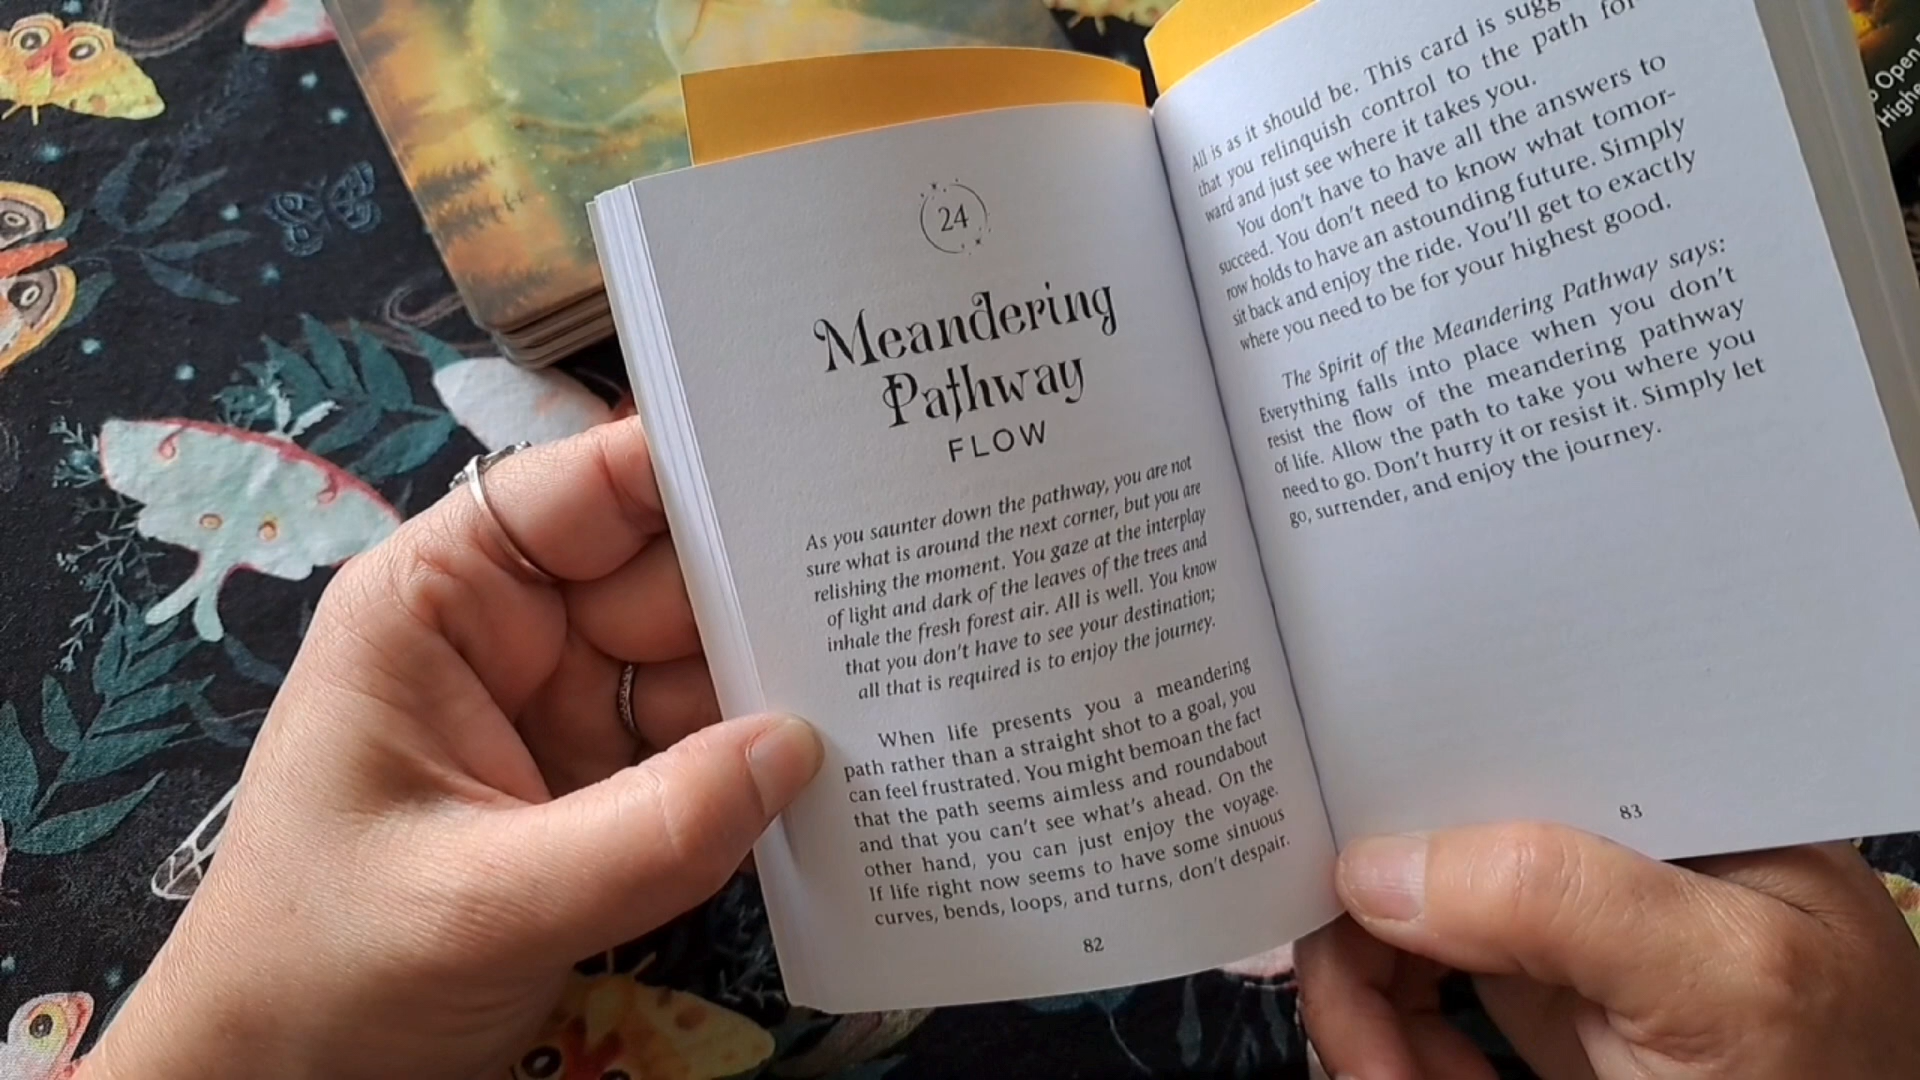 24
Meandering
Pathway
FLOW
As you saunter down the pathway, you are not
sure what is around the next corner, but you are
relishing the moment. You gaze at the interplay
of light and dark of the leaves of the trees and
inhale the fresh forest air. All is well. You know
that you don't have to see your destination;
all that is required is to enjoy the journey.
When life presents you a meandering
path rather than a straight shot to a goal, you
can feel frustrated. You might bemoan the fact
that the path seems aimless and roundabout
and that you can't see what's ahead. On the
other hand, you can just enjoy the voyage.
If life right now seems to have some sinuous
curves, bends, loops, and turns, don't despair.
82
All is as it should be. This card is
that you relinquish control to the path for-
ward and just see where it takes you.
You don't have to have all the answers to
succeed. You don't need to know what tomor-
row holds to have an astounding future. Simply
sit back and enjoy the ride. You'll get to exactly
where you need to be for your highest good.
The Spirit of the Meandering Pathway says:
Everything falls into place when you don't
resist the flow of the meandering pathway
of life. Allow the path to take you where you
need to go. Don't hurry it or resist it. Simply let
go, surrender, and enjoy the journey.
83
Open